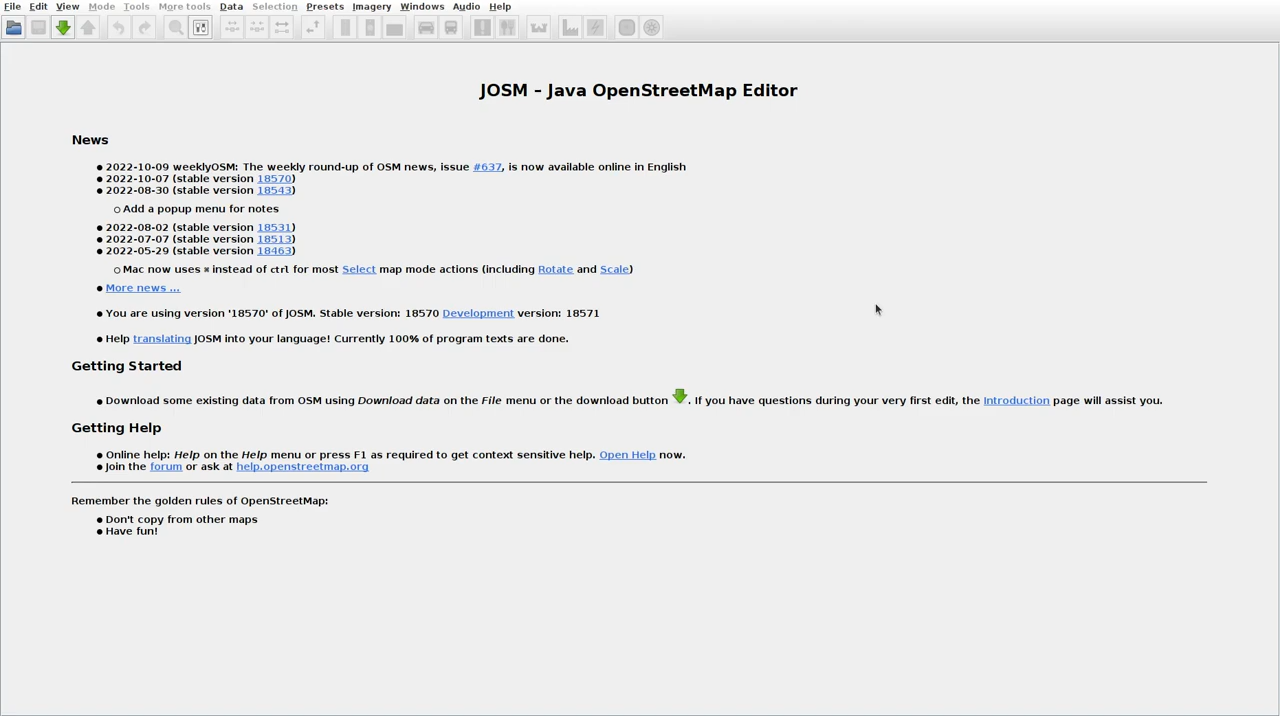 File Edit View Mode Tools More tools Data Selection Presets Imagery Windows Audio Help
JOSM – Java OpenStreetMap Editor
News
2022-10-09 weeklyOSM: The weekly round-up of OSM news, issue #637, is now available online in English
2022-10-07 (stable version 18570)
2022-08-30 (stable version 18543)
Add a popup menu for notes
2022-08-02 (stable version 18531)
2022-07-07 (stable version 18513)
2022-05-29 (stable version 18463)
Mac now uses ⌘ instead of ctrl for most Select map mode actions (including Rotate and Scale)
More news ...
You are using version '18570' of JOSM. Stable version: 18570 Development version: 18571
Help translating JOSM into your language! Currently 100% of program texts are done.
Getting Started
Download some existing data from OSM using Download data on the File menu or the download button . If you have questions during your very first edit, the Introduction page will assist you.
Getting Help
Online help: Help on the Help menu or press F1 as required to get context sensitive help. Open Help now.
Join the forum or ask at help.openstreetmap.org
Remember the golden rules of OpenStreetMap:
Don't copy from other maps
Have fun!